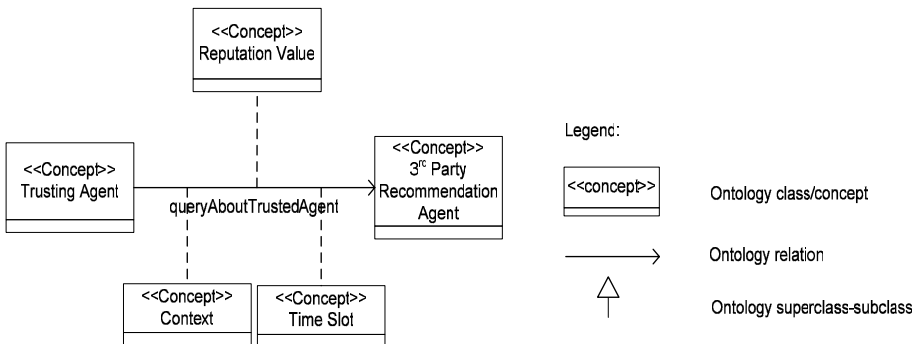 <<Concept>>
Reputation Value
<<Concept>>
Trusting Agent
queryAboutTrustedAgent
<<Concept>>
3rc Party
Recommendation
Agent
<<Concept>>
Context
<<Concept>>
Time Slot
Legend:
<<concept>>
Ontology class/concept
Ontology relation
Ontology superclass-subclass